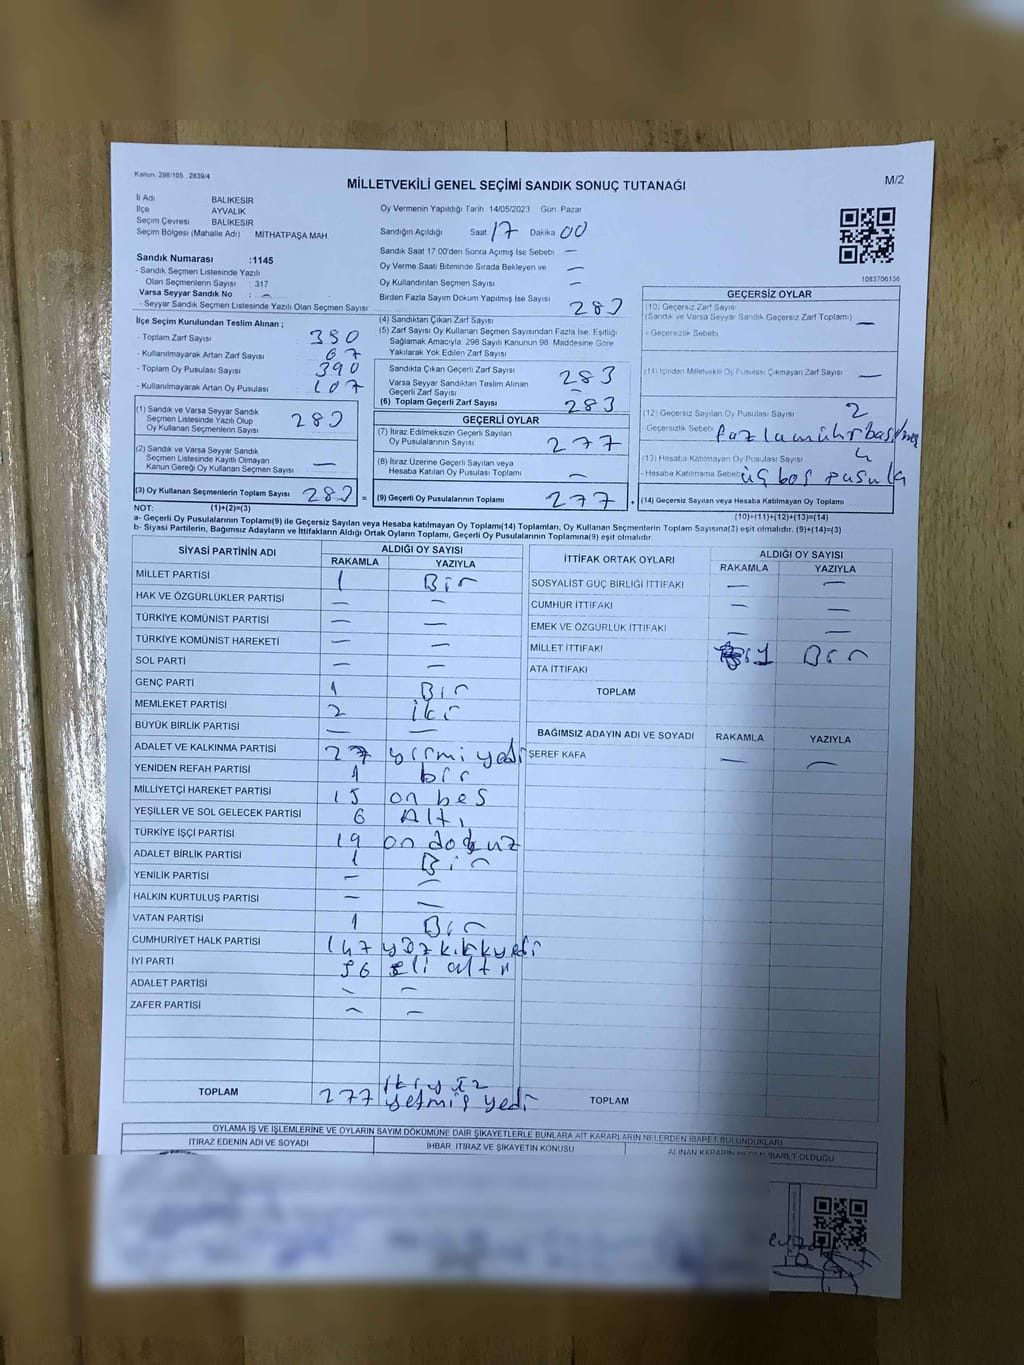 Kanun: 298/105 , 2839/4
MİLLETVEKİLİ GENEL SEÇİMİ SANDIK SONUÇ TUTANAĞI
M/2
İl Adı BALIKESİR
İlçe AYVALIK
Seçim Çevresi BALIKESİR
Seçim Bölgesi (Mahalle Adı) : MİTHATPAŞA MAH
Sandık Numarası :1145
- Sandık Seçmen Listesinde Yazılı
Olan Seçmenlerin Sayısı : 317
Varsa Seyyar Sandık No : -
- Seyyar Sandık Seçmen Listesinde Yazılı Olan Seçmen Sayısı:
Oy Vermenin Yapıldığı Tarih 14/05/2023 Gün: Pazar
Sandığın Açıldığı Saat 17 Dakika 00
Sandık Saat 17:00'den Sonra Açılmış İse Sebebi —
Oy Verme Saati Bitiminde Sırada Bekleyen ve —
Oy Kullandırılan Seçmen Sayısı —
Birden Fazla Sayım Döküm Yapılmış İse Sayısı
1083706136
İlçe Seçim Kurulundan Teslim Alınan ;
- Toplam Zarf Sayısı 350
- Kullanılmayarak Artan Zarf Sayısı 67
- Toplam Oy Pusulası Sayısı 390
- Kullanılmayarak Artan Oy Pusulası 107
(4) Sandıktan Çıkan Zarf Sayısı 283
(5) Zarf Sayısı Oy Kullanan Seçmen Sayısından Fazla İse, Eşitliği
Sağlamak Amacıyla, 298 Sayılı Kanunun 98. Maddesine Göre
Yakılarak Yok Edilen Zarf Sayısı
Sandıkta Çıkan Geçerli Zarf Sayısı 283
Varsa Seyyar Sandıktan Teslim Alınan
Geçerli Zarf Sayısı —
(6) Toplam Geçerli Zarf Sayısı 283
GEÇERSİZ OYLAR
(10) Geçersiz Zarf Sayısı
(Sandık ve Varsa Seyyar Sandık Geçersiz Zarf Toplamı) —
- Geçersizlik Sebebi
(11) İçinden Milletvekili Oy Pusulası Çıkmayan Zarf Sayısı —
(12) Geçersiz Sayılan Oy Pusulası Sayısı 2
- Geçersizlik Sebebi fazla mühr basılmış
(13) Hesaba Katılmayan Oy Pusulası Sayısı 4
- Hesaba Katılmama Sebebi üç boş pusula
(14) Geçersiz Sayılan veya Hesaba Katılmayan Oy Toplamı
(10)+(11)+(12)+(13)=(14)
(1) Sandık ve Varsa Seyyar Sandık
Seçmen Listesinde Yazılı Olup
Oy Kullanan Seçmenlerin Sayısı 283
(2) Sandık ve Varsa Seyyar Sandık
Seçmen Listesinde Kayıtlı Olmayan
Kanun Gereği Oy Kullanan Seçmen Sayısı —
(3) Oy Kullanan Seçmenlerin Toplam Sayısı 283 =
GEÇERLİ OYLAR
(7) İtiraz Edilmeksizin Geçerli Sayılan
Oy Pusulalarının Sayısı 277
(8) İtiraz Üzerine Geçerli Sayılan veya
Hesaba Katılan Oy Pusulası Toplamı —
(9) Geçerli Oy Pusulalarının Toplamı 277 +
NOT: (1)+(2)=(3)
a- Geçerli Oy Pusulaları Toplamı(9) ile Geçersiz Sayılan veya Hesaba katılmayan Oy Toplamı(14) Toplamları, Oy Kullanan Seçmenlerin Toplam Sayısına(3) eşit olmalıdır. (9)+(14)=(3)
b- Siyasi Partilerin, Bağımsız Adayların ve İttifakların Aldığı Ortak Oyların Toplamı, Geçerli Oy Pusulalarının Toplamına(9) eşit olmalıdır.
SİYASİ PARTİNİN ADI ALDIĞI OY SAYISI
RAKAMLA YAZIYLA
MİLLET PARTİSİ 1 Bir
HAK VE ÖZGÜRLÜKLER PARTİSİ — —
TÜRKİYE KOMÜNİST PARTİSİ — —
TÜRKİYE KOMÜNİST HAREKETİ — —
SOL PARTİ — —
GENÇ PARTİ 1 Bir
MEMLEKET PARTİSİ 2 iki
BÜYÜK BİRLİK PARTİSİ — —
ADALET VE KALKINMA PARTİSİ 27 yirmi yedi
YENİDEN REFAH PARTİSİ 1 bir
MİLLİYETÇİ HAREKET PARTİSİ 15 on beş
YEŞİLLER VE SOL GELECEK PARTİSİ 6 Altı
TÜRKİYE İŞÇİ PARTİSİ 19 on dokuz
ADALET BİRLİK PARTİSİ 1 Bir
YENİLİK PARTİSİ — —
HALKIN KURTULUŞ PARTİSİ — —
VATAN PARTİSİ 1 Bir
CUMHURİYET HALK PARTİSİ 147 yüz kırk yedi
İYİ PARTİ 56 eli altı
ADALET PARTİSİ — —
ZAFER PARTİSİ — —
TOPLAM 277 ikiyüz
yetmiş yedi
İTTİFAK ORTAK OYLARI ALDIĞI OY SAYISI
RAKAMLA YAZIYLA
SOSYALİST GÜÇ BİRLİĞİ İTTİFAKI — —
CUMHUR İTTİFAKI — —
EMEK VE ÖZGÜRLÜK İTTİFAKI — —
MİLLET İTTİFAKI 1 Bir
ATA İTTİFAKI
TOPLAM
BAĞIMSIZ ADAYIN ADI VE SOYADI RAKAMLA YAZIYLA
ŞEREF KAFA — —
TOPLAM
OYLAMA İŞ VE İŞLEMLERİNE VE OYLARIN SAYIM DÖKÜMÜNE DAİR ŞİKAYETLERLE BUNLARA AİT KARARLARIN NELERDEN İBARET BULUNDUKLARI
İTİRAZ EDENİN ADI VE SOYADI İHBAR, İTİRAZ VE ŞİKAYETİN KONUSU ALINAN KARARIN NEDEN İBARET OLDUĞU